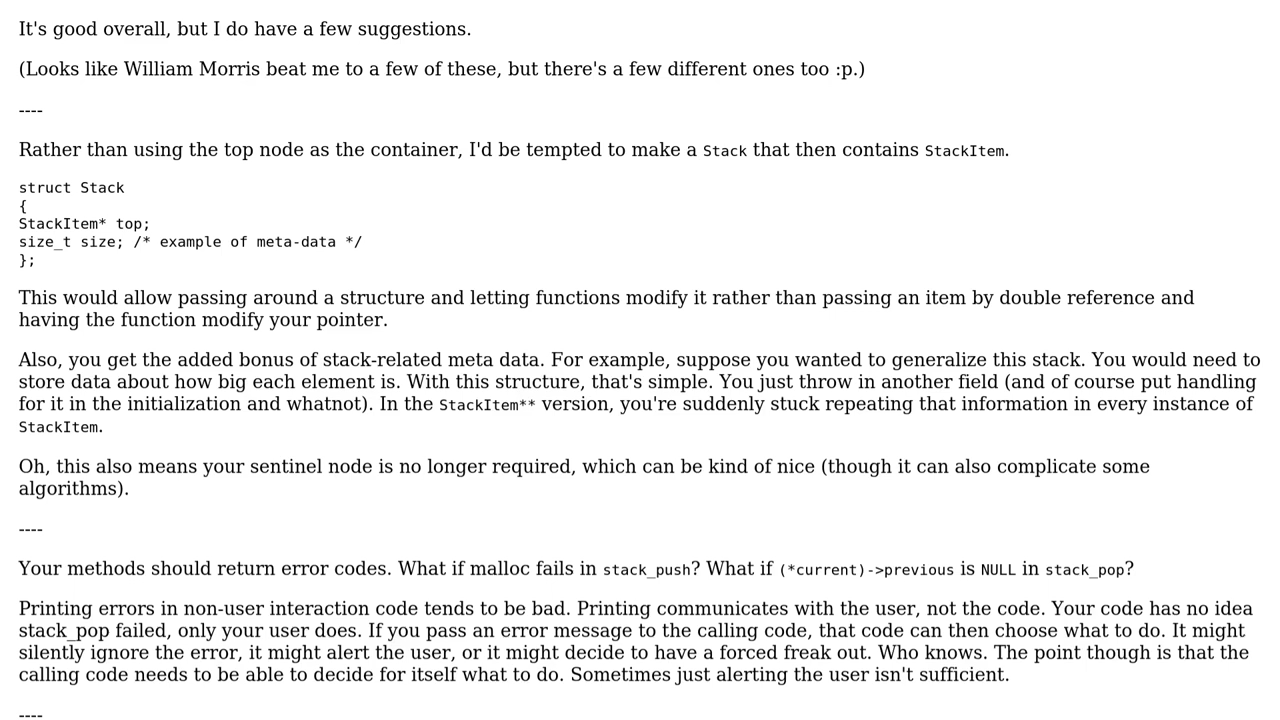 It's good overall, but I do have a few suggestions.
(Looks like William Morris beat me to a few of these, but there's a few different ones too :p.)
----
Rather than using the top node as the container, I'd be tempted to make a Stack that then contains StackItem.
struct Stack
{
StackItem* top;
size_t size; /* example of meta-data */
};
This would allow passing around a structure and letting functions modify it rather than passing an item by double reference and
having the function modify your pointer.
Also, you get the added bonus of stack-related meta data. For example, suppose you wanted to generalize this stack. You would need to
store data about how big each element is. With this structure, that's simple. You just throw in another field (and of course put handling
for it in the initialization and whatnot). In the StackItem** version, you're suddenly stuck repeating that information in every instance of
StackItem.
Oh, this also means your sentinel node is no longer required, which can be kind of nice (though it can also complicate some
algorithms).
----
Your methods should return error codes. What if malloc fails in stack_push? What if (*current)->previous is NULL in stack_pop?
Printing errors in non-user interaction code tends to be bad. Printing communicates with the user, not the code. Your code has no idea
stack_pop failed, only your user does. If you pass an error message to the calling code, that code can then choose what to do. It might
silently ignore the error, it might alert the user, or it might decide to have a forced freak out. Who knows. The point though is that the
calling code needs to be able to decide for itself what to do. Sometimes just alerting the user isn't sufficient.
----